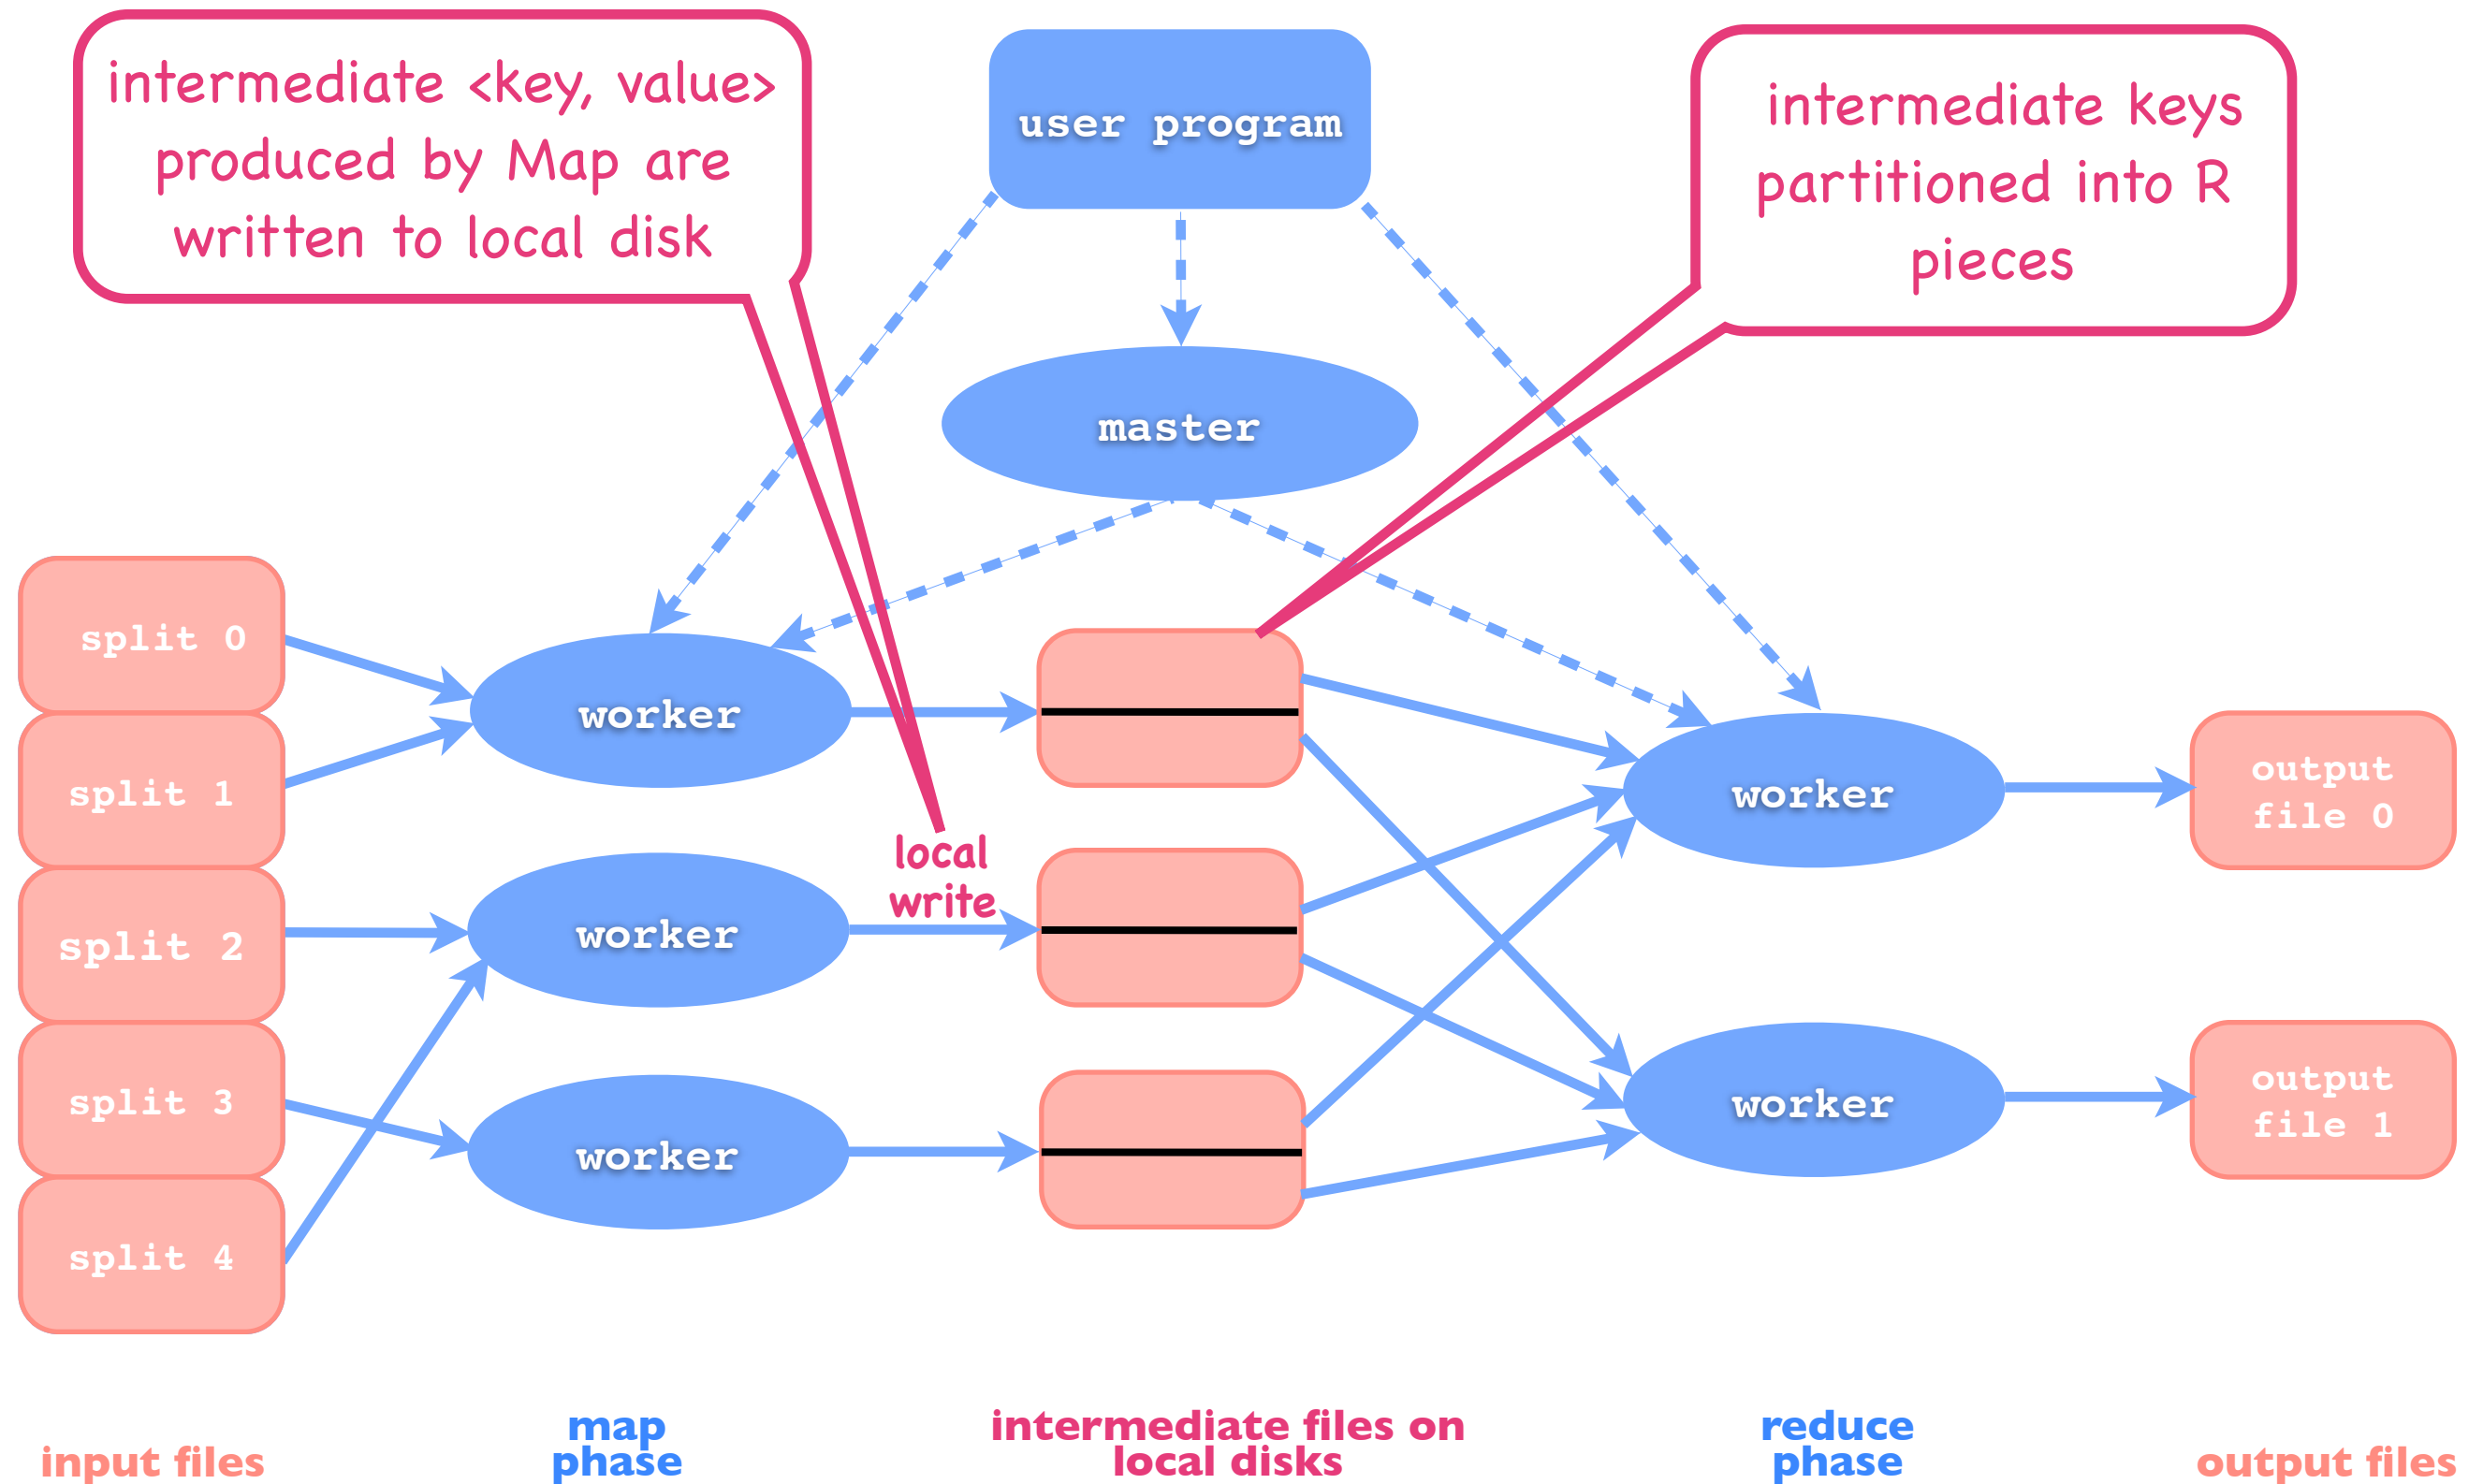 intermediate <key, value>
produced by Map are
written to local disk
user program
intermediate keys
partitioned into R
pieces
master
split 0
split 1
split 2
split 3
split 4
worker
worker
worker
local
write
worker
worker
output
file 0
output
file 1
input files
map
phase
intermediate files on
local disks
reduce
phase
output files